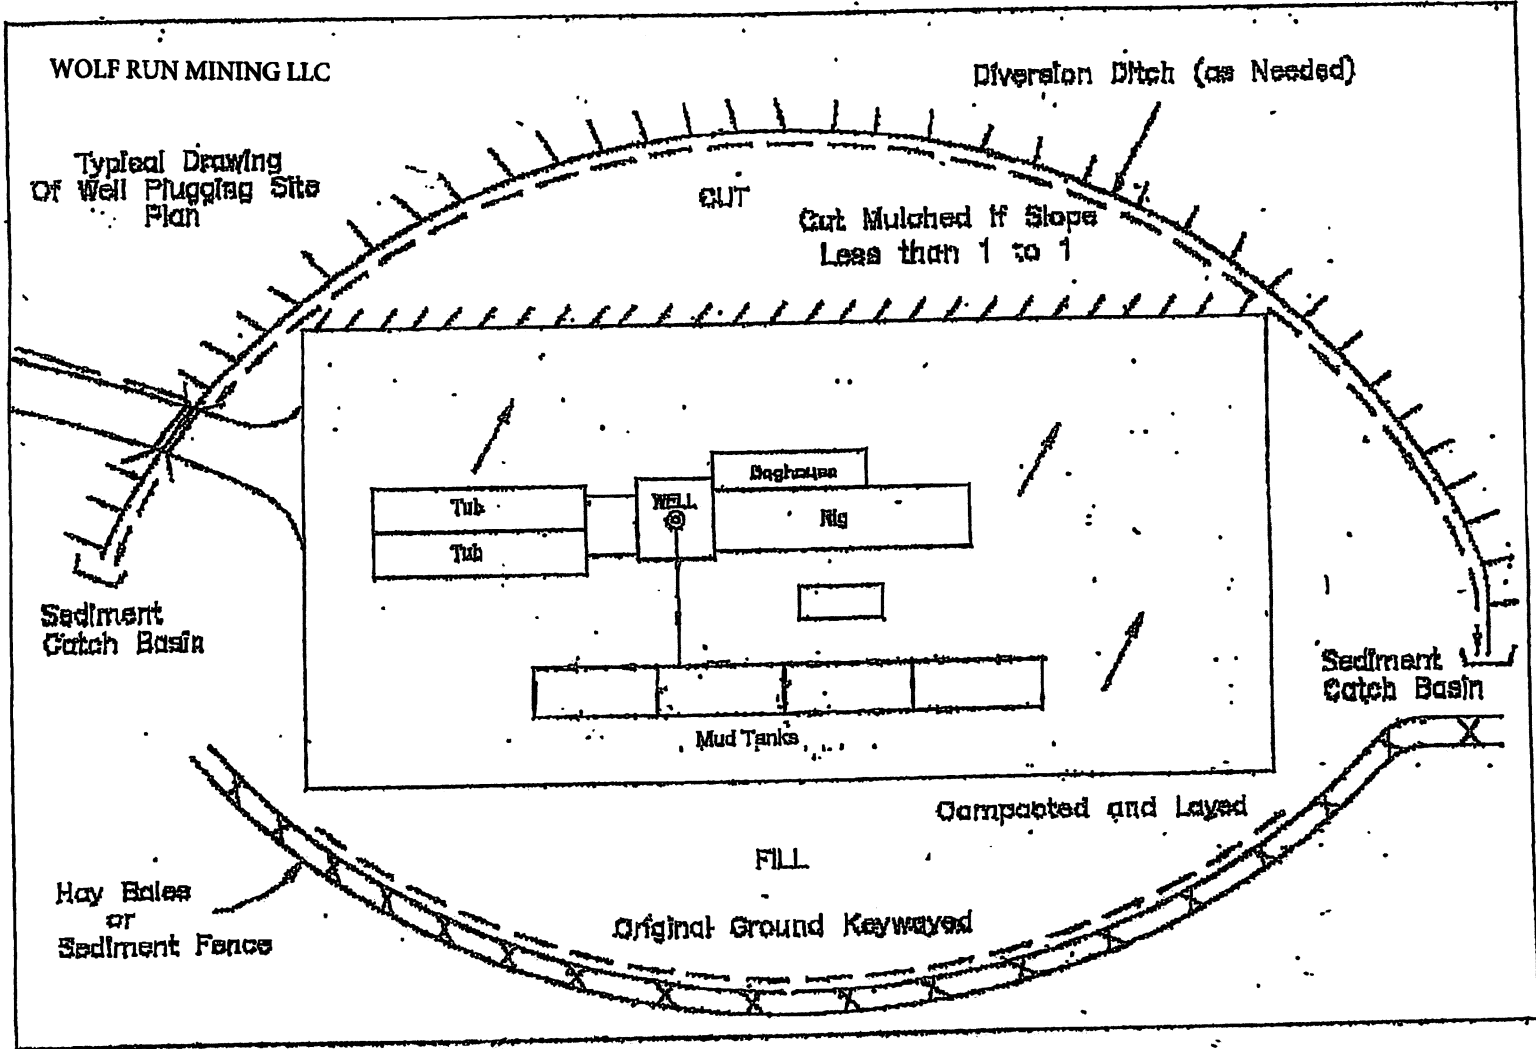 WOLF RUN MINING LLC
Diversion Ditch (as Needed)
Typical Drawing
Of Well Plugging Site
Plan
CUT
Cut Mulched if Slope
Less than 1 to 1
Doghouse
WELL
Tub
Rig
Tub
Sediment
Catch Basin
Sediment
Catch Basin
Mud Tanks
Compacted and Layed
FILL
Hay Bales
or
Sediment Fence
Original Ground Keywayed